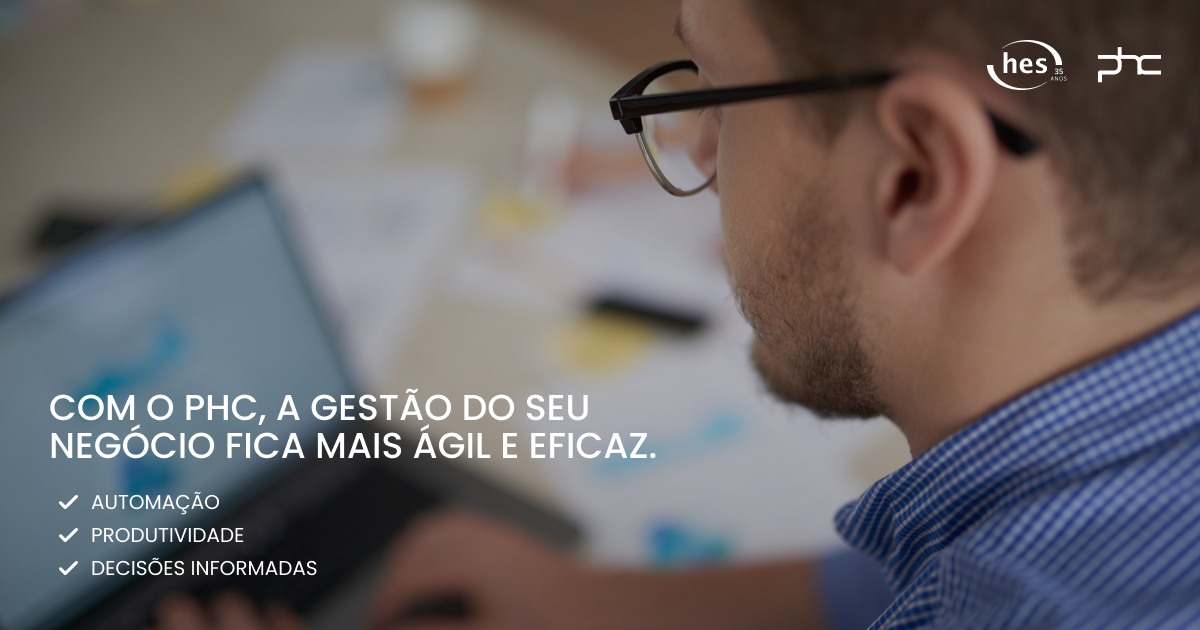 hes
35
ANOS
phc
COM O PHC, A GESTÃO DO SEU
NEGÓCIO FICA MAIS ÁGIL E EFICAZ.
AUTOMAÇÃO
PRODUTIVIDADE
DECISÕES INFORMADAS